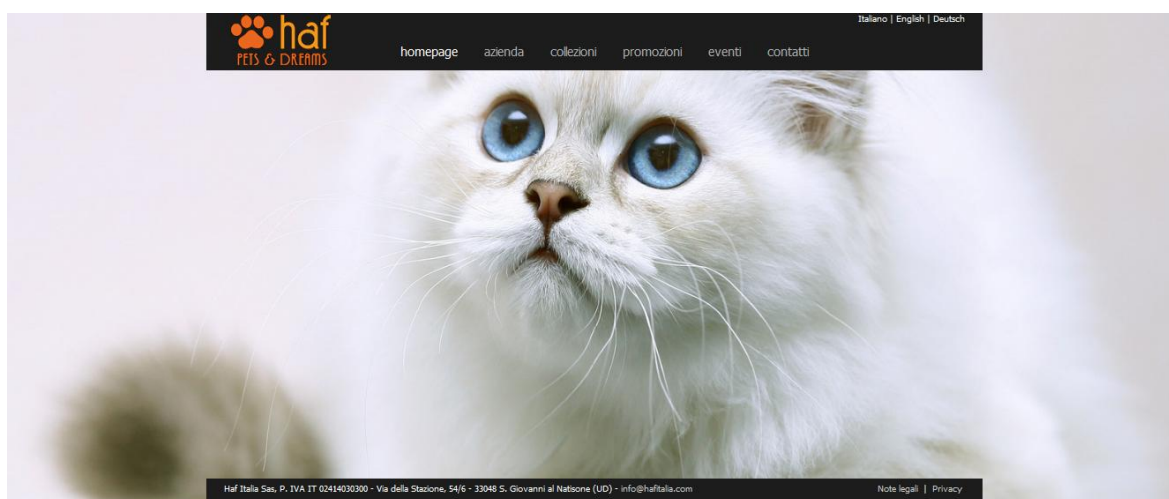 haf
PETS & DREAMS
Italiano | English | Deutsch
homepage azienda collezioni promozioni eventi contatti
Haf Italia Sas, P. IVA IT 02414030300 - Via della Stazione, 54/6 - 33048 S. Giovanni al Natisone (UD) - info@hafitalia.com
Note legali | Privacy